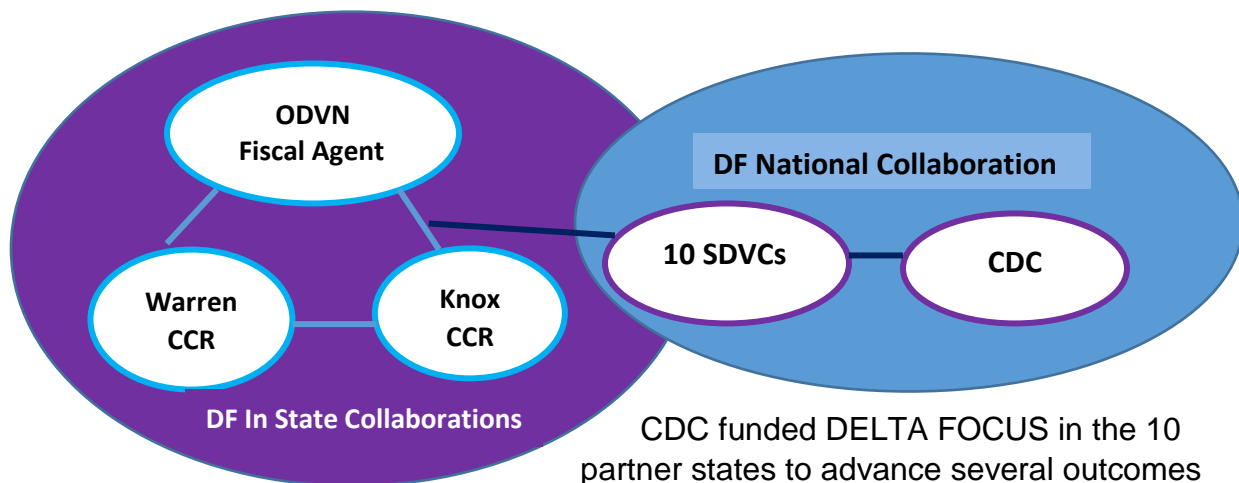 ODVN
Fiscal Agent
Warren
CCR
Knox
CCR
DF In State Collaborations
DF National Collaboration
10 SDVCs
CDC
CDC funded DELTA FOCUS in the 10
partner states to advance several outcomes